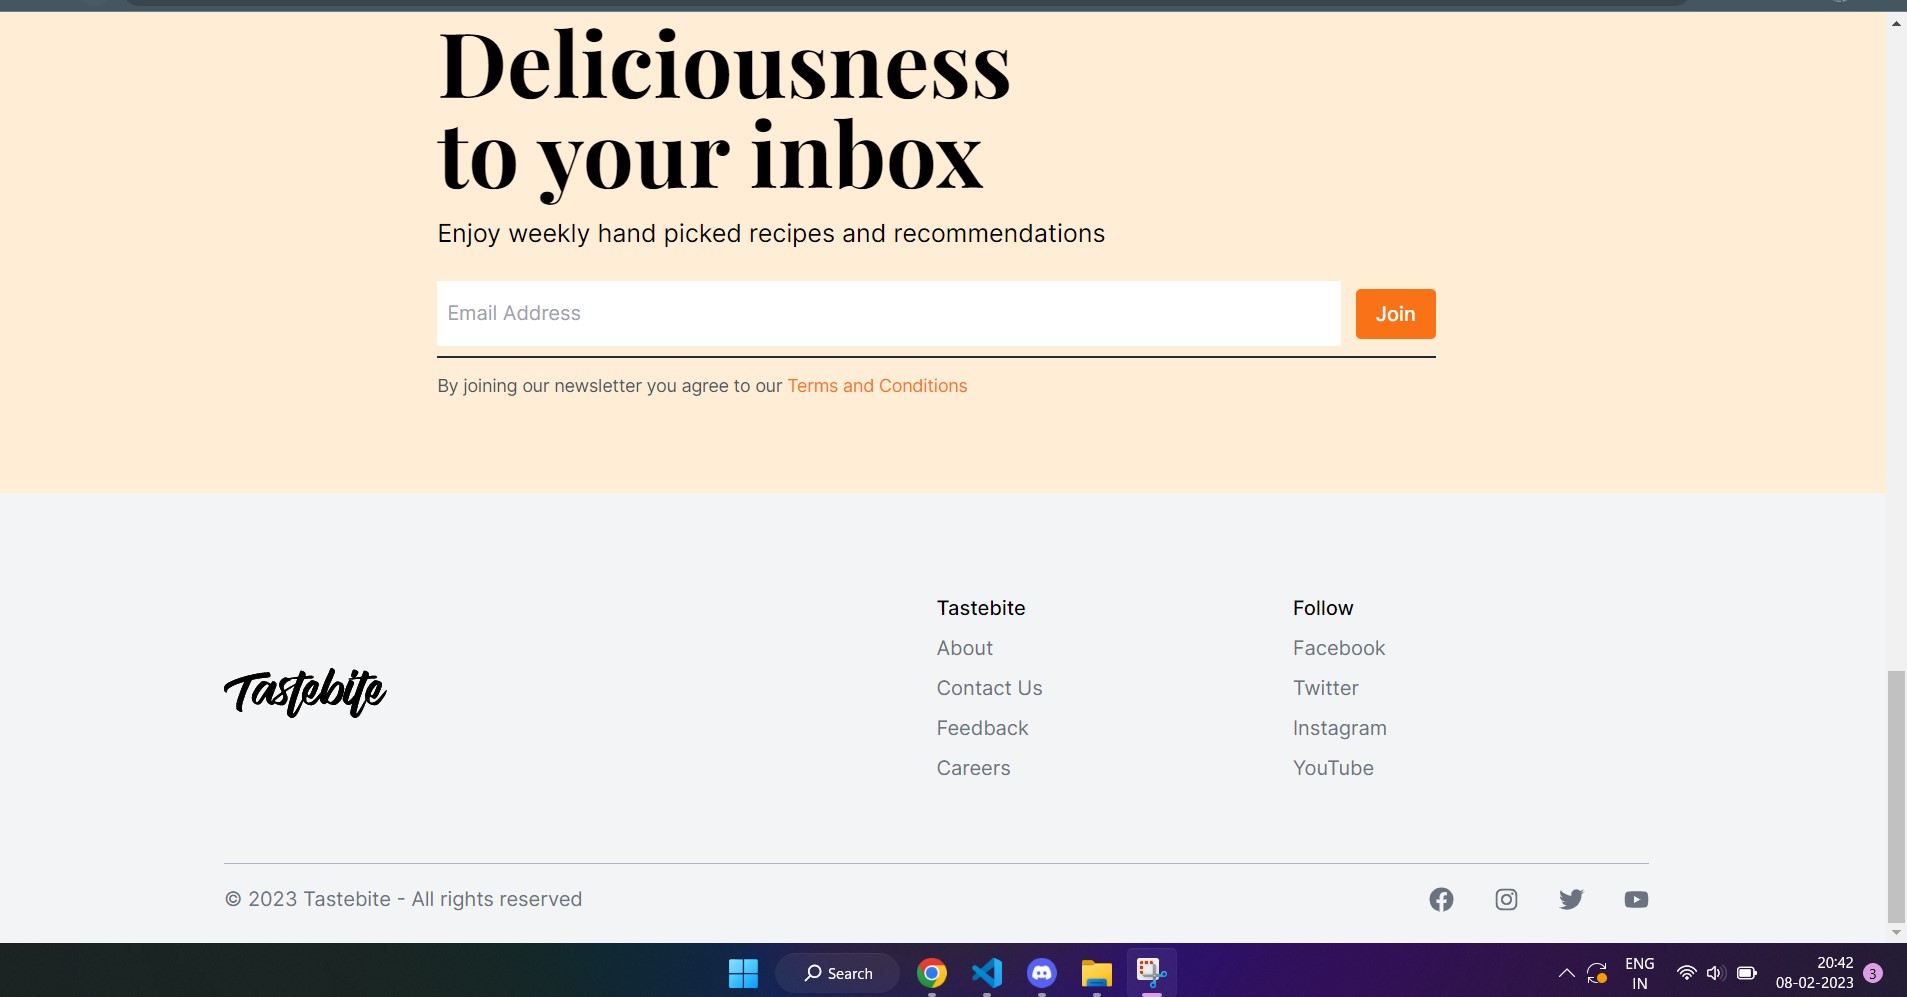 Deliciousness
to your inbox
Enjoy weekly hand picked recipes and recommendations
Email Address
Join
By joining our newsletter you agree to our Terms and Conditions
Tastebite
Tastebite
About
Contact Us
Feedback
Careers
Follow
Facebook
Twitter
Instagram
YouTube
© 2023 Tastebite - All rights reserved
Search
ENG
IN
20:42
08-02-2023
3